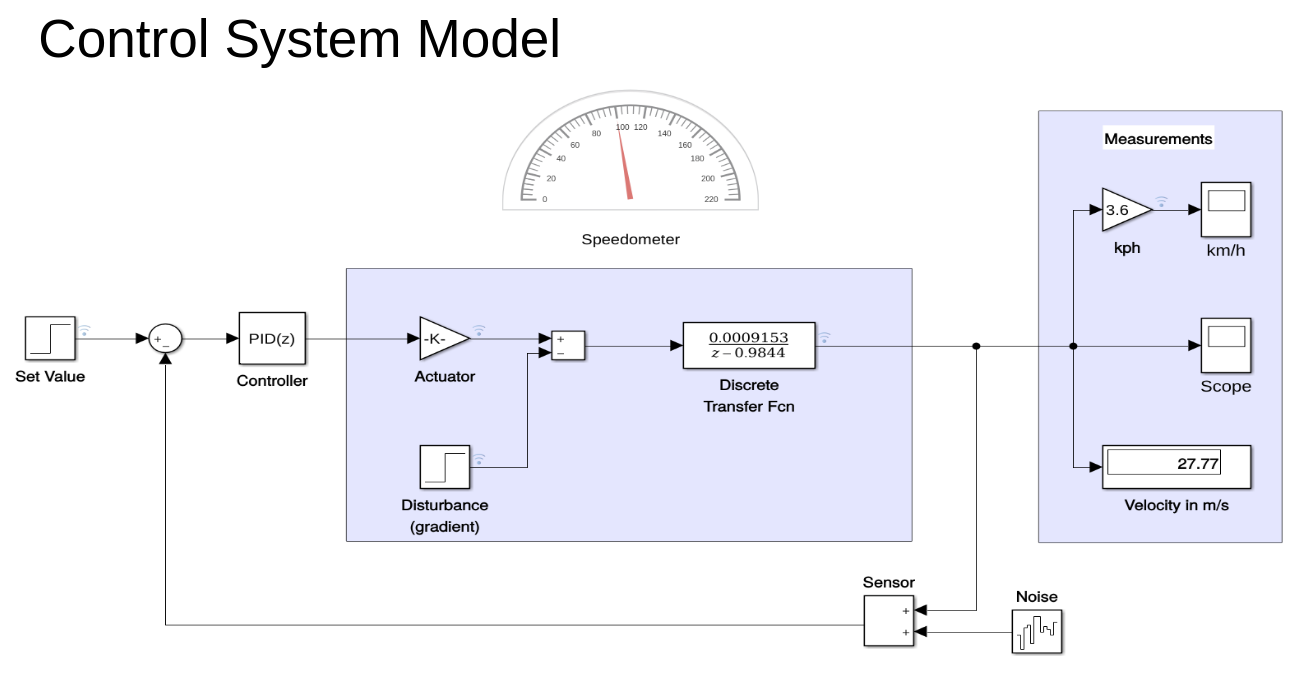 Control System Model
0 20 40 60 80 100 120 140 160 180 200 220
Speedometer
Measurements
3.6
kph
km/h
Set Value
+
−
PID(z)
Controller
-K-
Actuator
+
−
0.0009153
z − 0.9844
Discrete
Transfer Fcn
Scope
Disturbance
(gradient)
27.77
Velocity in m/s
Sensor
+
+
Noise